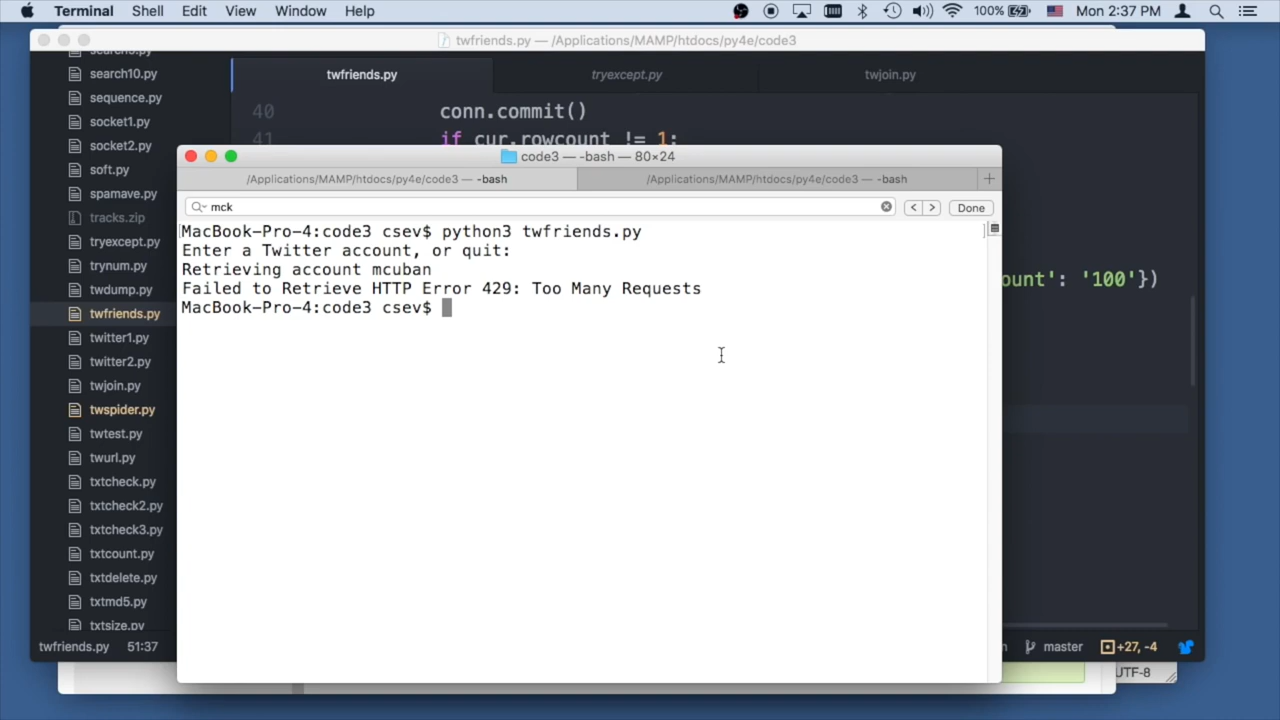 Terminal Shell Edit View Window Help 100% Mon 2:37 PM
twfriends.py — /Applications/MAMP/htdocs/py4e/code3
search10.py
sequence.py
socket1.py
socket2.py
soft.py
spamave.py
tracks.zip
tryexcept.py
trynum.py
twdump.py
twfriends.py
twitter1.py
twitter2.py
twjoin.py
twspider.py
twtest.py
twurl.py
txtcheck.py
txtcheck2.py
txtcheck3.py
txtcount.py
txtdelete.py
txtmd5.py
txtsize.py
twfriends.py tryexcept.py twjoin.py
40 conn.commit()
41 if cur.rowcount != 1:
ount': '100'})
code3 — -bash — 80×24
/Applications/MAMP/htdocs/py4e/code3 — -bash /Applications/MAMP/htdocs/py4e/code3 — -bash +
mck Done
MacBook-Pro-4:code3 csev$ python3 twfriends.py
Enter a Twitter account, or quit:
Retrieving account mcuban
Failed to Retrieve HTTP Error 429: Too Many Requests
MacBook-Pro-4:code3 csev$
twfriends.py 51:37 master +27, -4
UTF-8